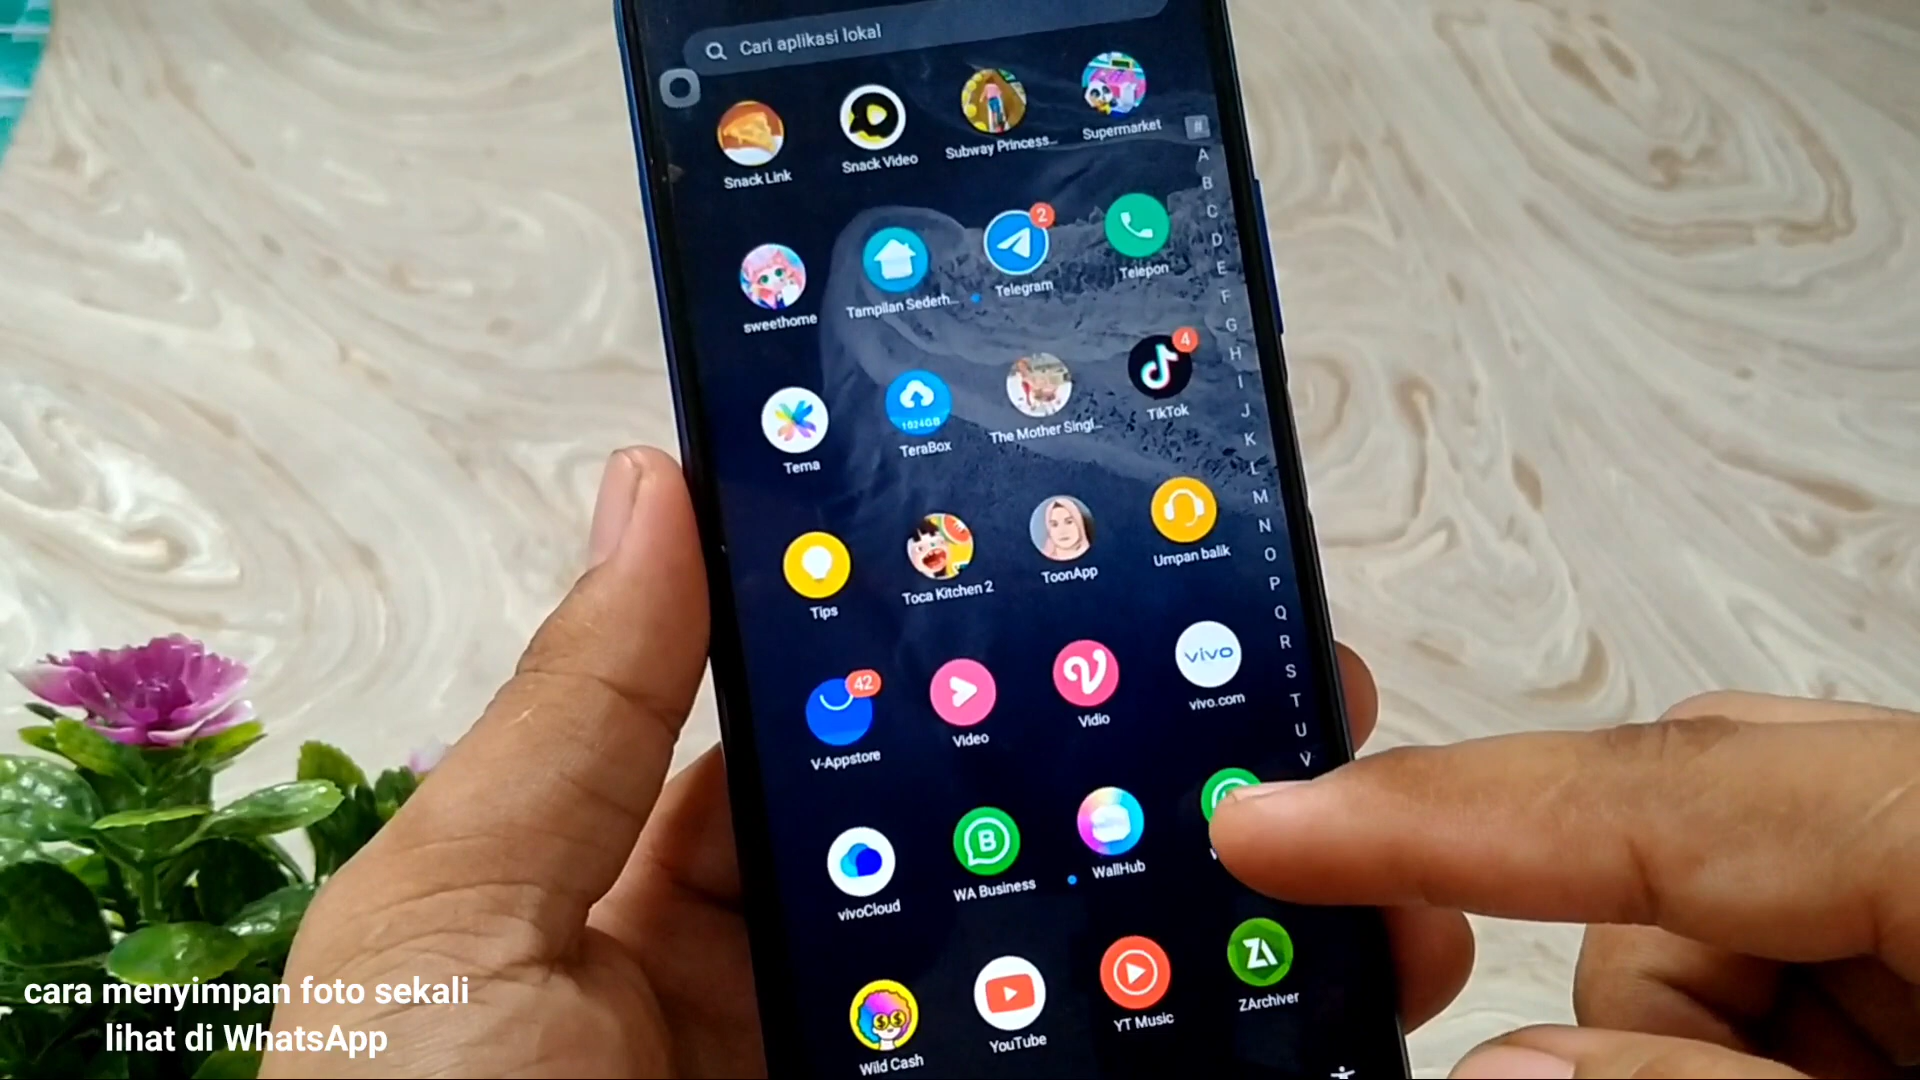 Cari aplikasi lokal
Snack Link
Snack Video
Subway Princess...
Supermarket
#
A
B
C
D
E
F
G
H
I
J
K
L
M
N
O
P
Q
R
S
T
U
V
sweethome
Tampilan Sederh...
2
Telegram
Telepon
Tema
1024GB
TeraBox
The Mother Singl...
4
TikTok
Tips
Toca Kitchen 2
ToonApp
Umpan balik
42
V-Appstore
Video
Vidio
vivo
vivo.com
vivoCloud
B
WA Business
WallHub
Wild Cash
YouTube
YT Music
ZA
ZArchiver
cara menyimpan foto sekali
lihat di WhatsApp